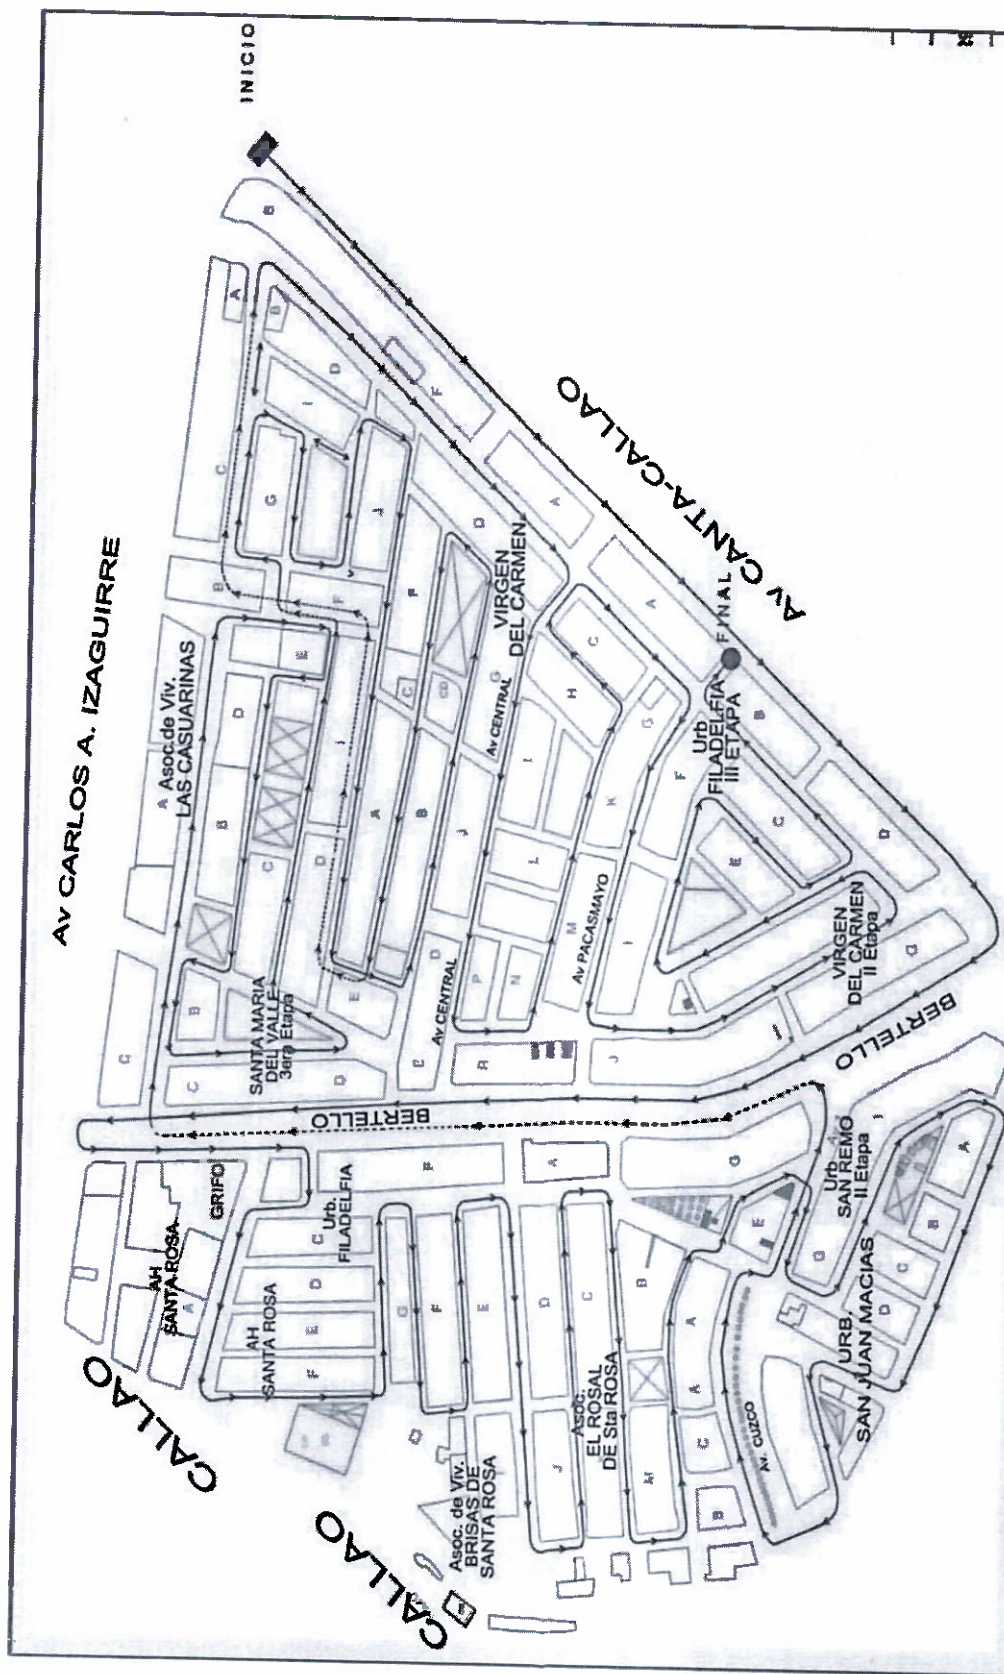 INICIO
B
A
B
C
D
F
I
G
Av CARLOS A. IZAGUIRRE
J
A
D
Av CANTA-CALLAO
B
F
F
VIRGEN
DEL CARMEN
A
E
C
FINAL
A Asoc.de Viv.
LAS CASUARINAS
D
C
G
Av CENTRAL
H
G
Urb
FILADELFIA
III ETAPA
B
B
I
A
B
J
I
K
F
C
D
C
D
L
E
Av PACASMAYO
M
I
VIRGEN
DEL CARMEN
II Etapa
G
B
SANTA MARIA
DEL VALLE
3era Etapa
E
Av CENTRAL
D
P
N
G
C
D
E
R
J
I
BERTELLO
BERTELLO
GRIFO
F
A
G
Urb
SAN REMO
II Etapa
I
A
AH
SANTA ROSA
A
C
Urb.
FILADELFIA
E
B
D
G
F
E
D
C
B
A
G
C
E
AH
SANTA ROSA
F
D
URB.
SAN JUAN MACIAS
CALLAO
Asoc.
EL ROSAL
DE Sta ROSA
A
C
Av. CUZCO
J
M
B
Asoc. de Viv.
BRISAS DE
SANTA ROSA
CALLAO